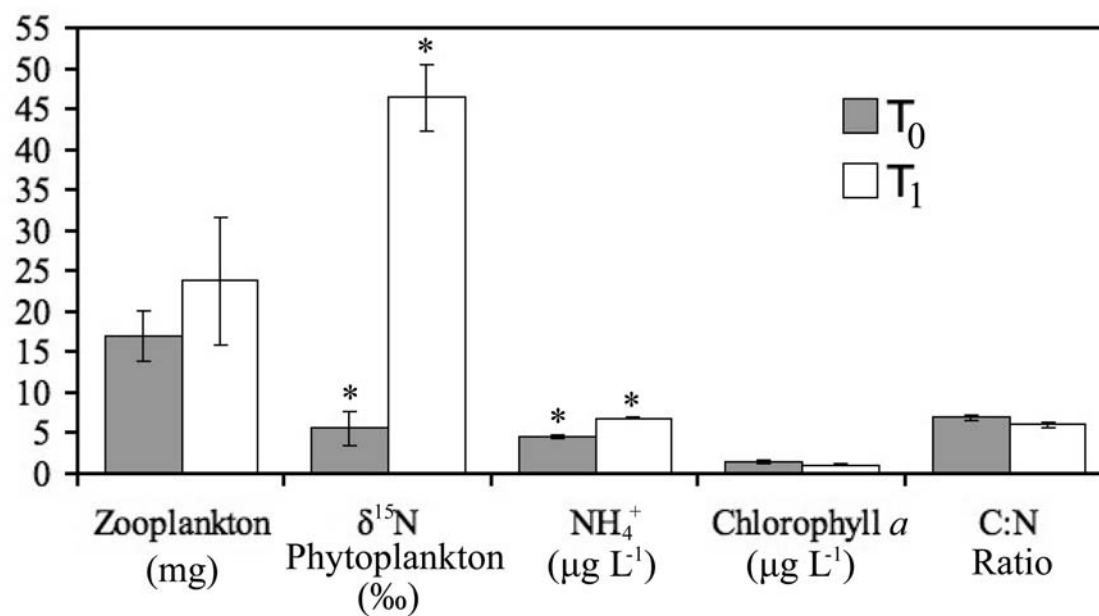 55
50
45
40
35
30
25
20
15
10
5
0
*
*
*
*
T₀
T₁
Zooplankton
(mg)
δ¹⁵N
Phytoplankton
(‰)
NH₄⁺
(µg L⁻¹)
Chlorophyll a
(µg L⁻¹)
C:N
Ratio